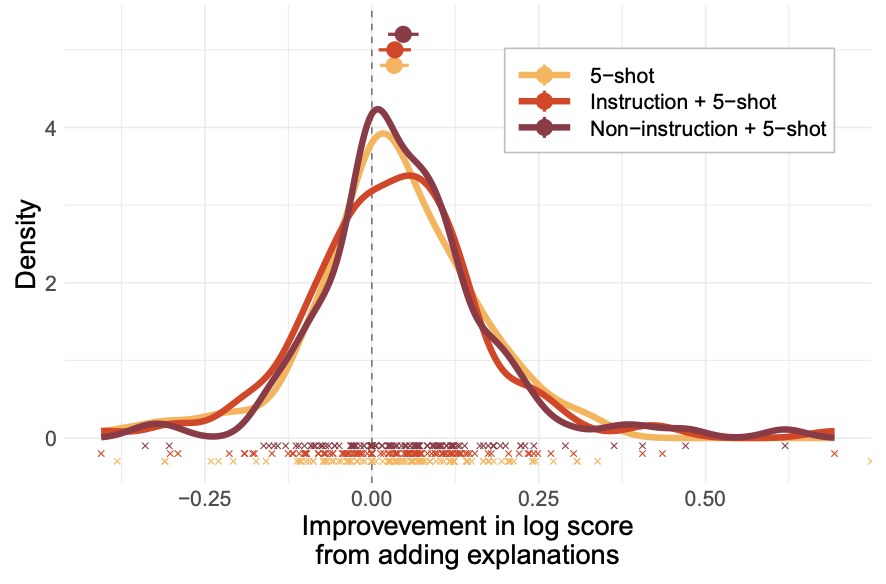 5−shot
Instruction + 5−shot
Non−instruction + 5−shot
Density
4
2
0
−0.25
0.00
0.25
0.50
Improvevement in log score
from adding explanations